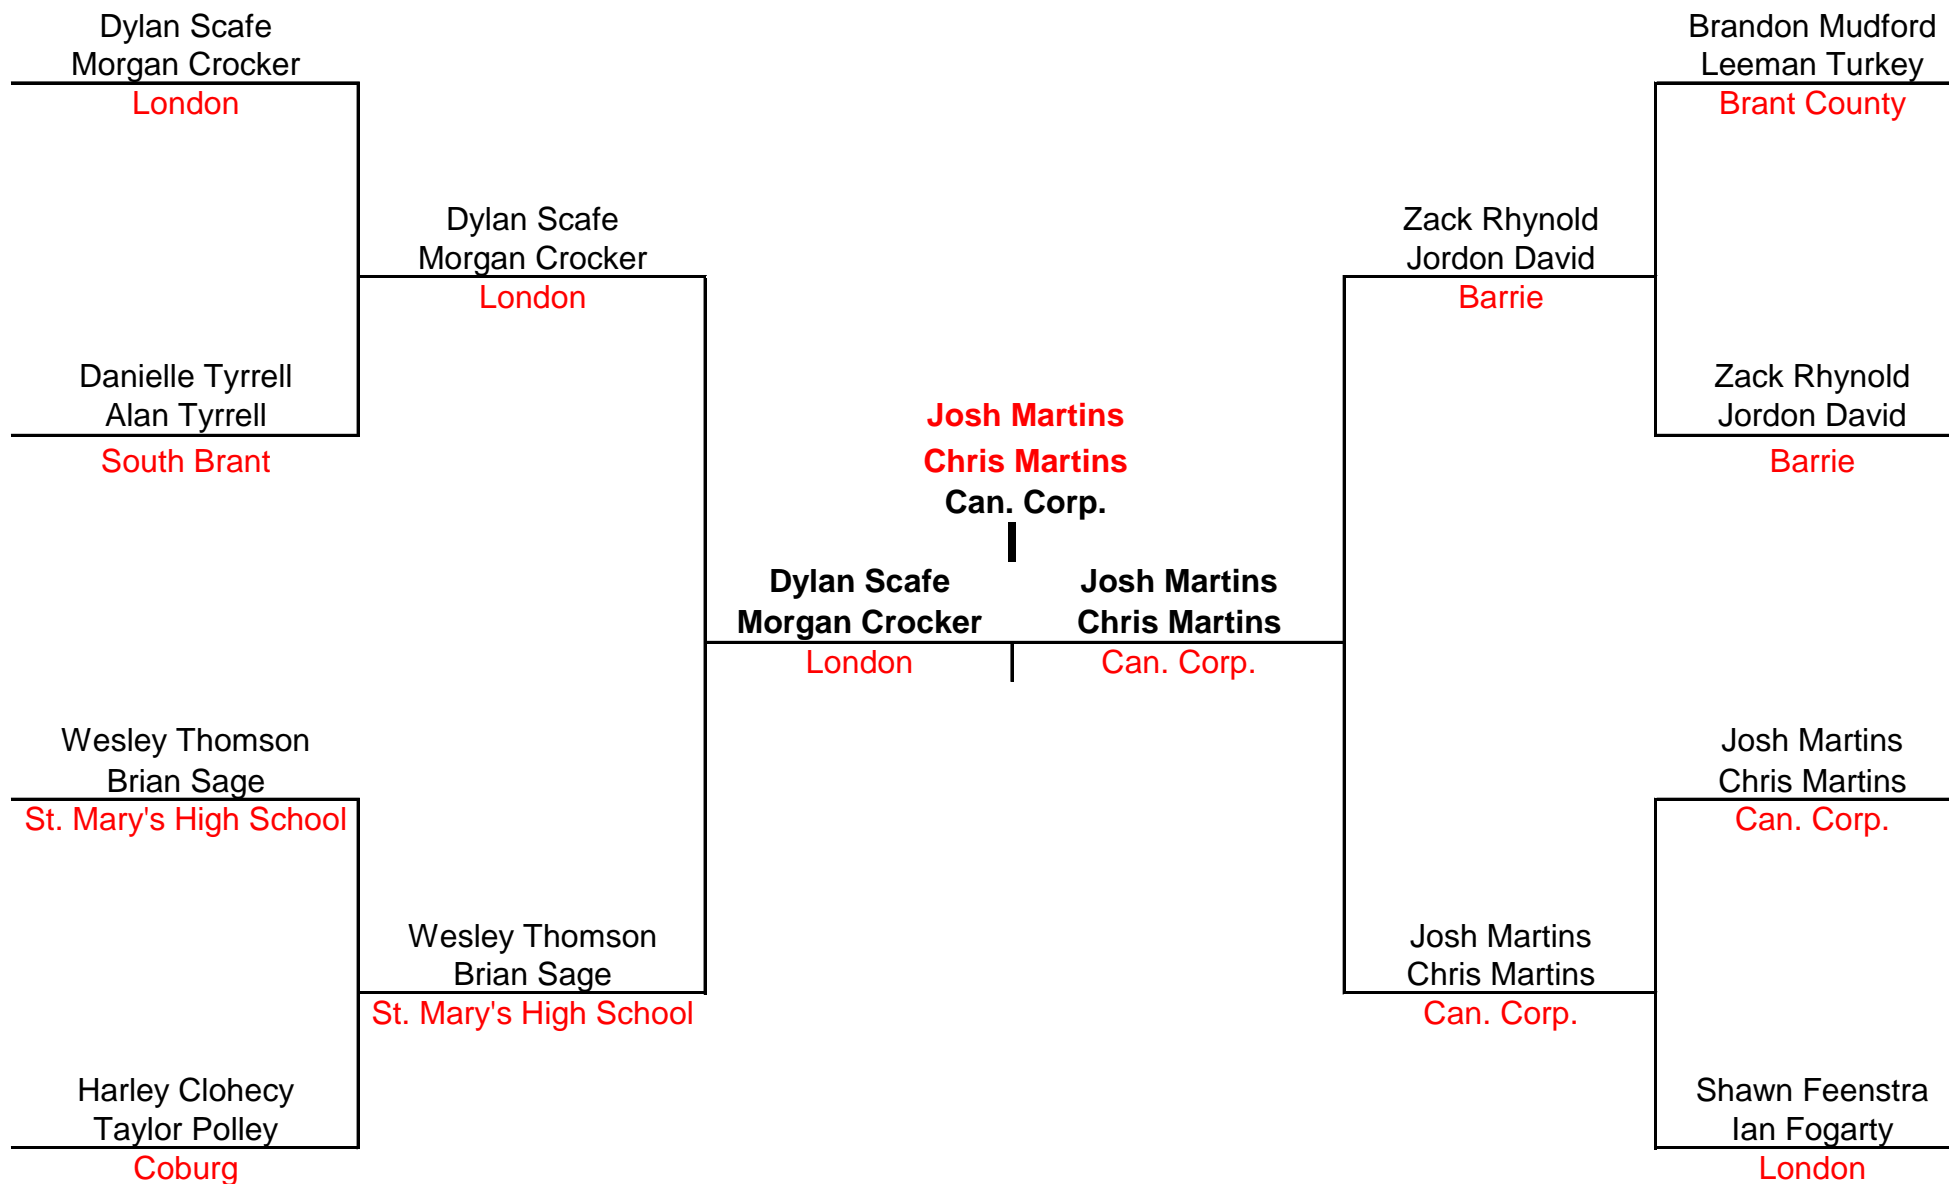 Dylan Scafe
Morgan Crocker
London
Danielle Tyrrell
Alan Tyrrell
South Brant
Wesley Thomson
Brian Sage
St. Mary's High School
Harley Clohecy
Taylor Polley
Coburg
Dylan Scafe
Morgan Crocker
London
Wesley Thomson
Brian Sage
St. Mary's High School
Josh Martins
Chris Martins
Can. Corp.
Dylan Scafe
Morgan Crocker
London
Josh Martins
Chris Martins
Can. Corp.
Zack Rhynold
Jordon David
Barrie
Josh Martins
Chris Martins
Can. Corp.
Brandon Mudford
Leeman Turkey
Brant County
Zack Rhynold
Jordon David
Barrie
Josh Martins
Chris Martins
Can. Corp.
Shawn Feenstra
Ian Fogarty
London